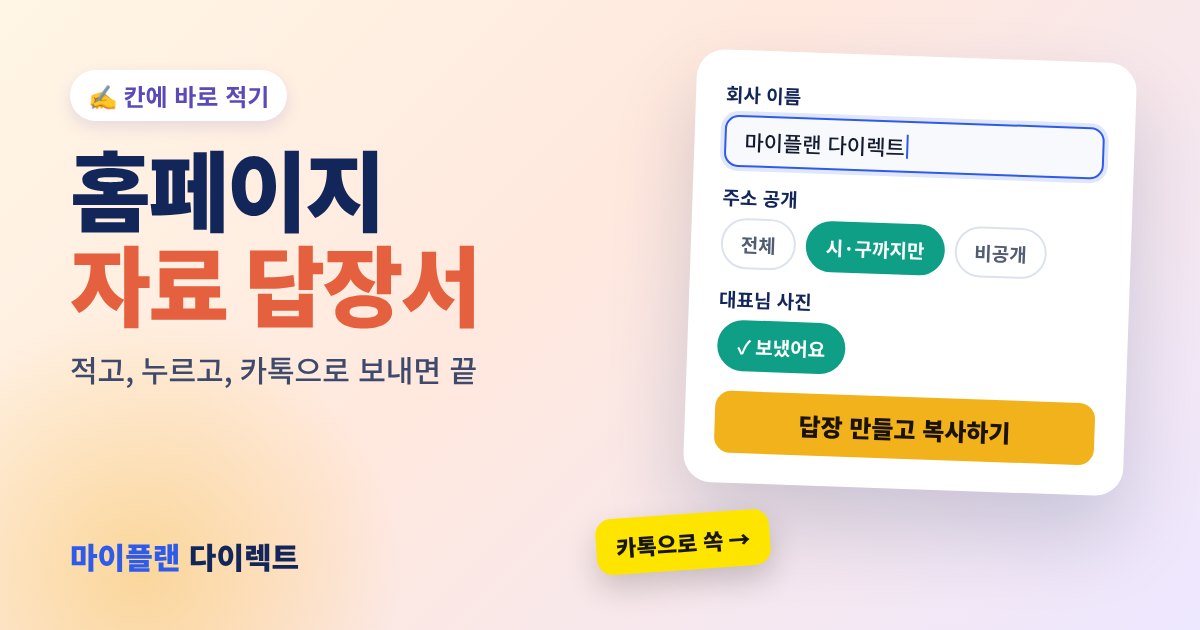 ✍️ 칸에 바로 적기
홈페이지
자료 답장서
적고, 누르고, 카톡으로 보내면 끝
마이플랜 다이렉트
회사 이름
마이플랜 다이렉트
주소 공개
전체 시·구까지만 비공개
대표님 사진
✓ 보냈어요
답장 만들고 복사하기
카톡으로 쏙 →